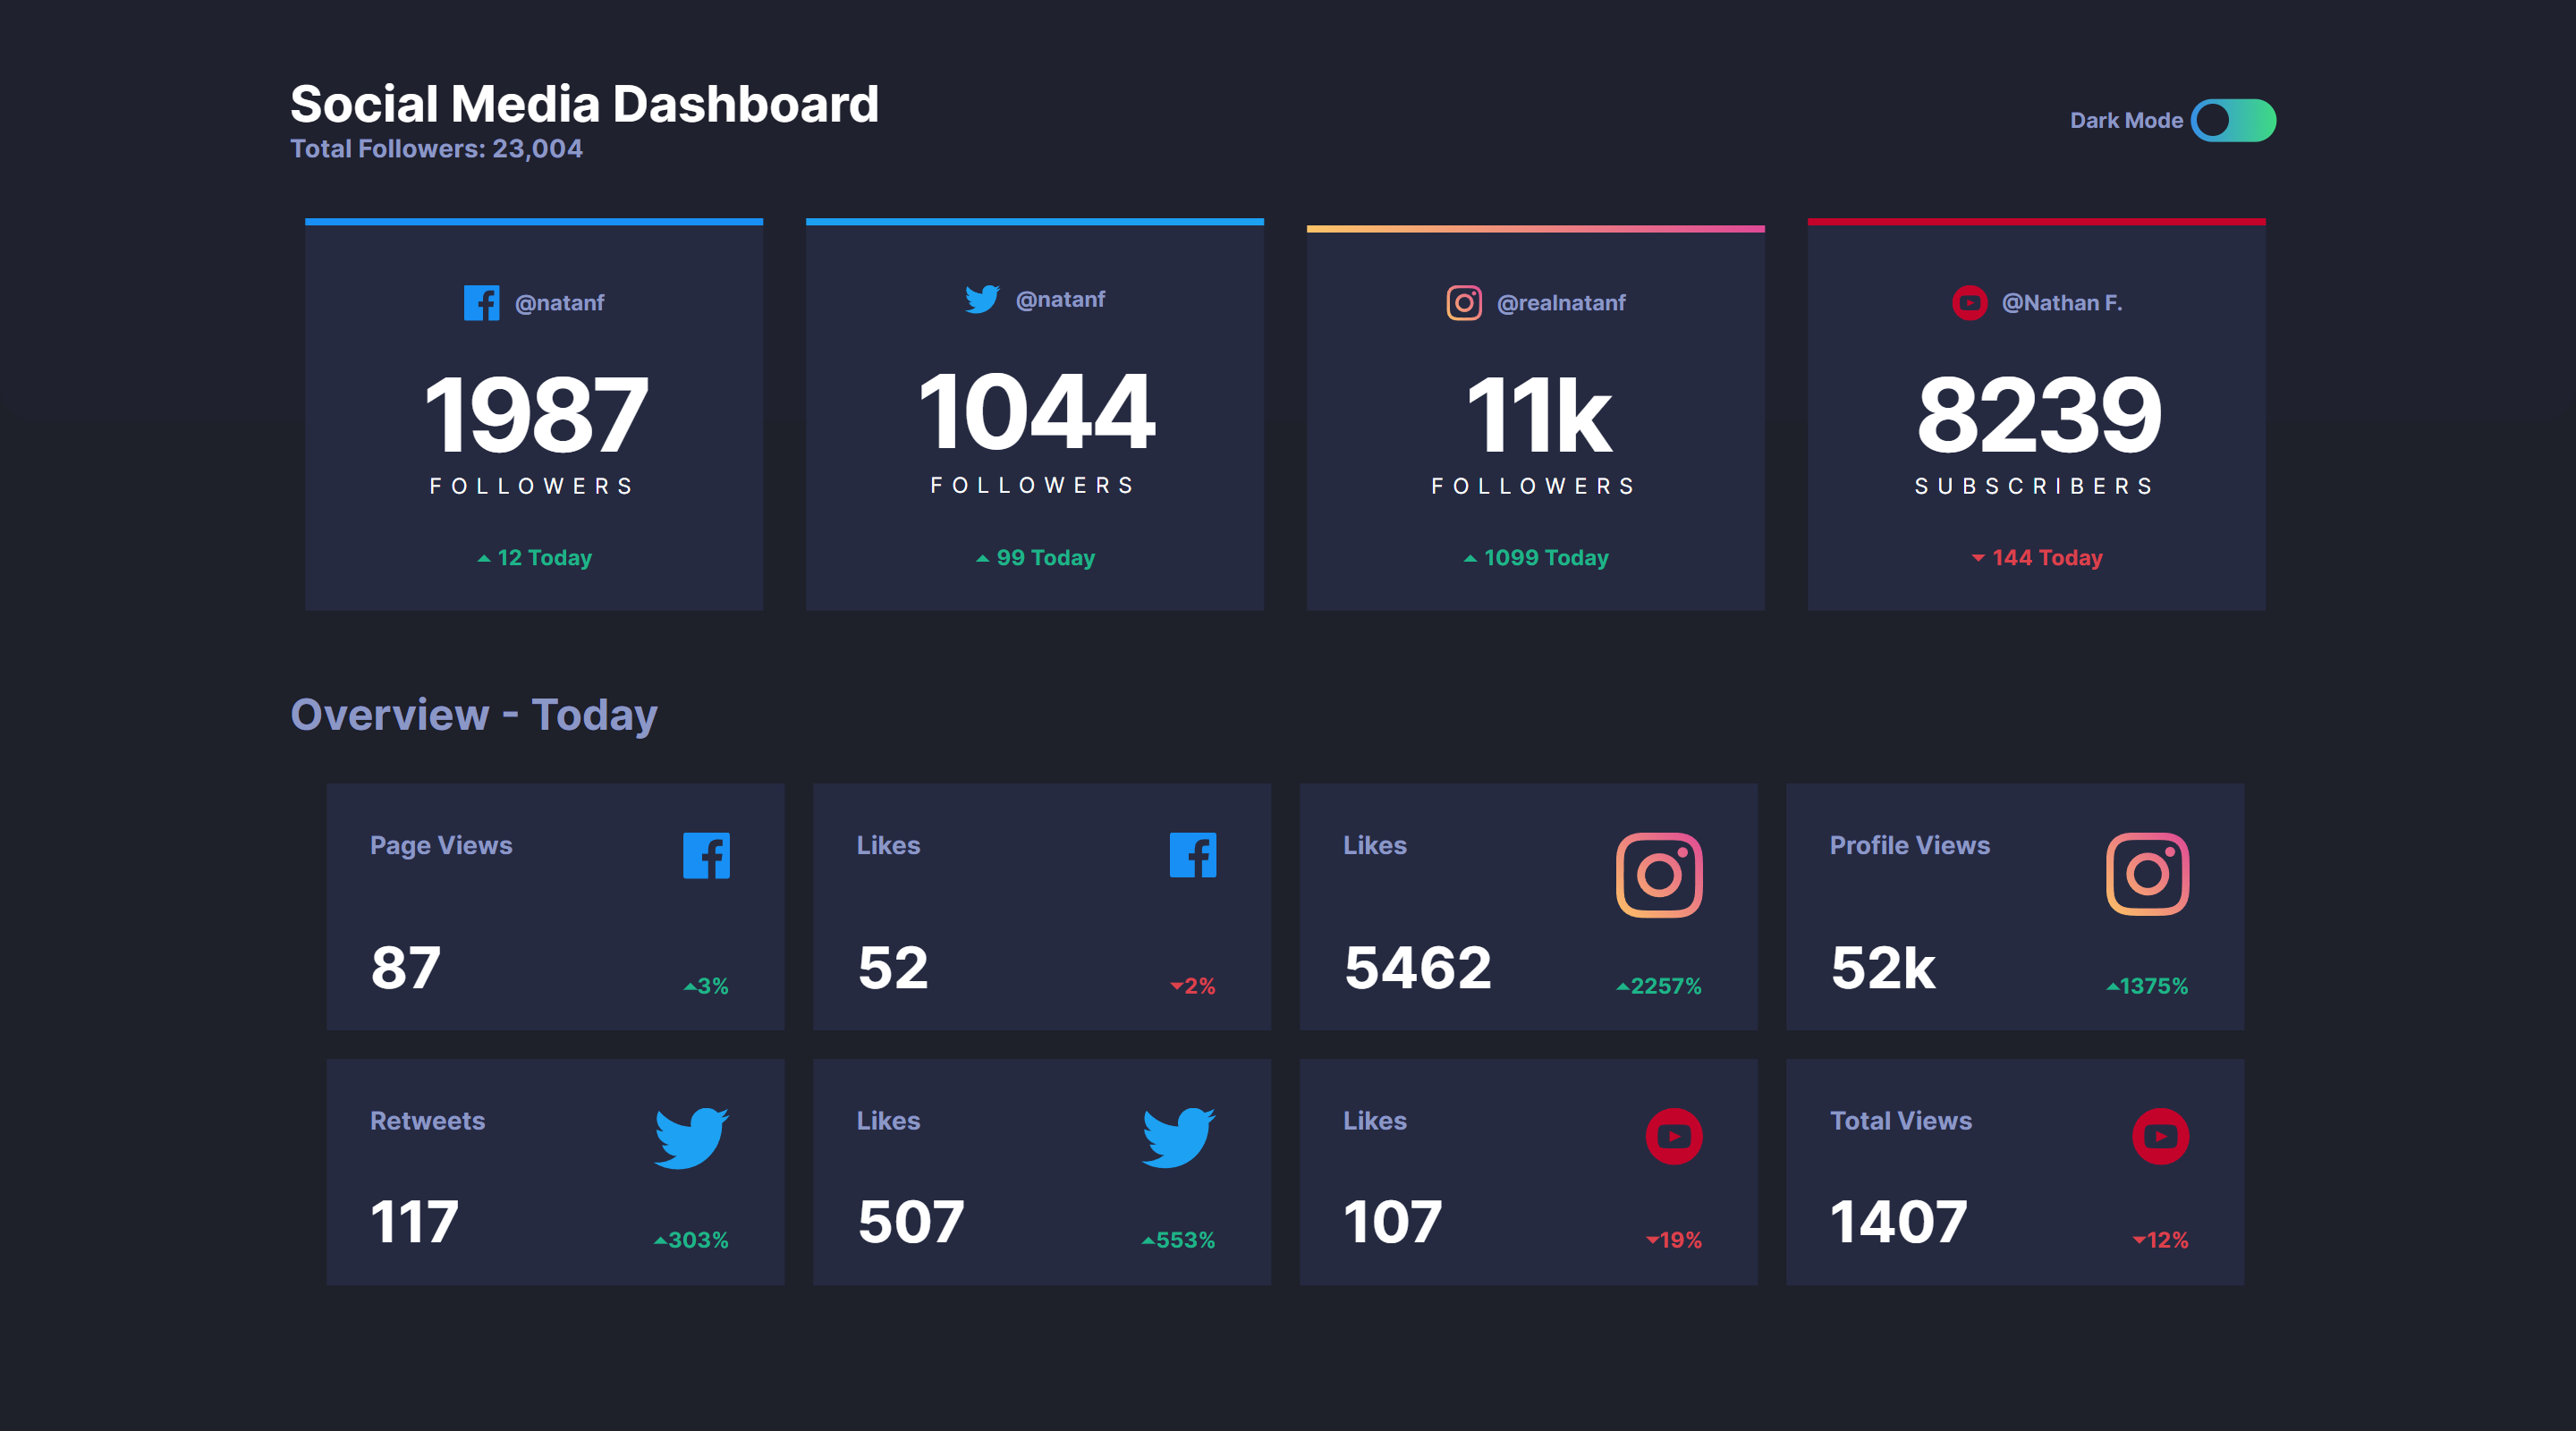 Social Media Dashboard
Total Followers: 23,004
Dark Mode
@natanf
1987
FOLLOWERS
12 Today
@natanf
1044
FOLLOWERS
99 Today
@realnatanf
11k
FOLLOWERS
1099 Today
@Nathan F.
8239
SUBSCRIBERS
144 Today
Overview - Today
Page Views
87
3%
Likes
52
2%
Likes
5462
2257%
Profile Views
52k
1375%
Retweets
117
303%
Likes
507
553%
Likes
107
19%
Total Views
1407
12%